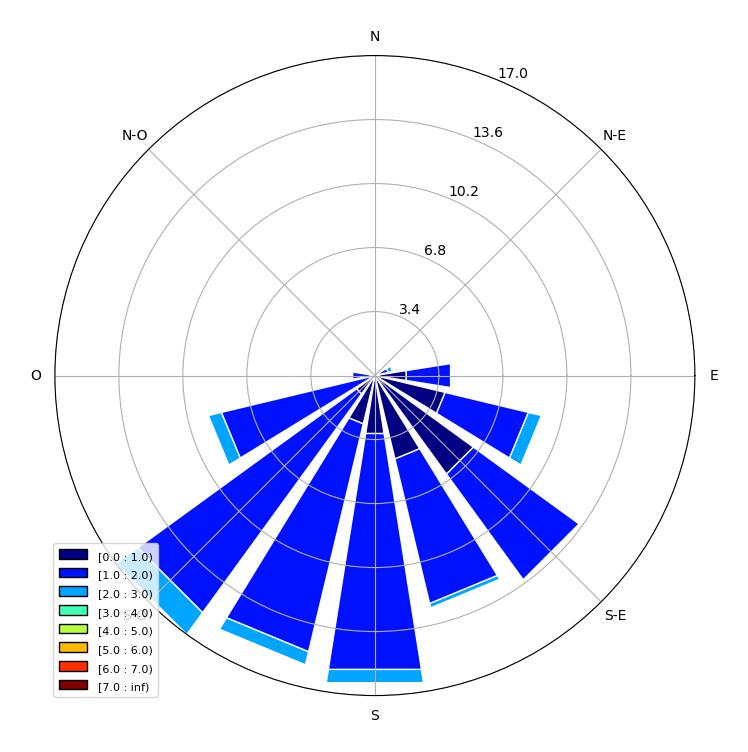 N
17.0
N-O
N-E
13.6
10.2
6.8
3.4
O
E
[0.0 : 1.0)
[1.0 : 2.0)
[2.0 : 3.0)
[3.0 : 4.0)
[4.0 : 5.0)
[5.0 : 6.0)
[6.0 : 7.0)
[7.0 : inf)
S-E
S